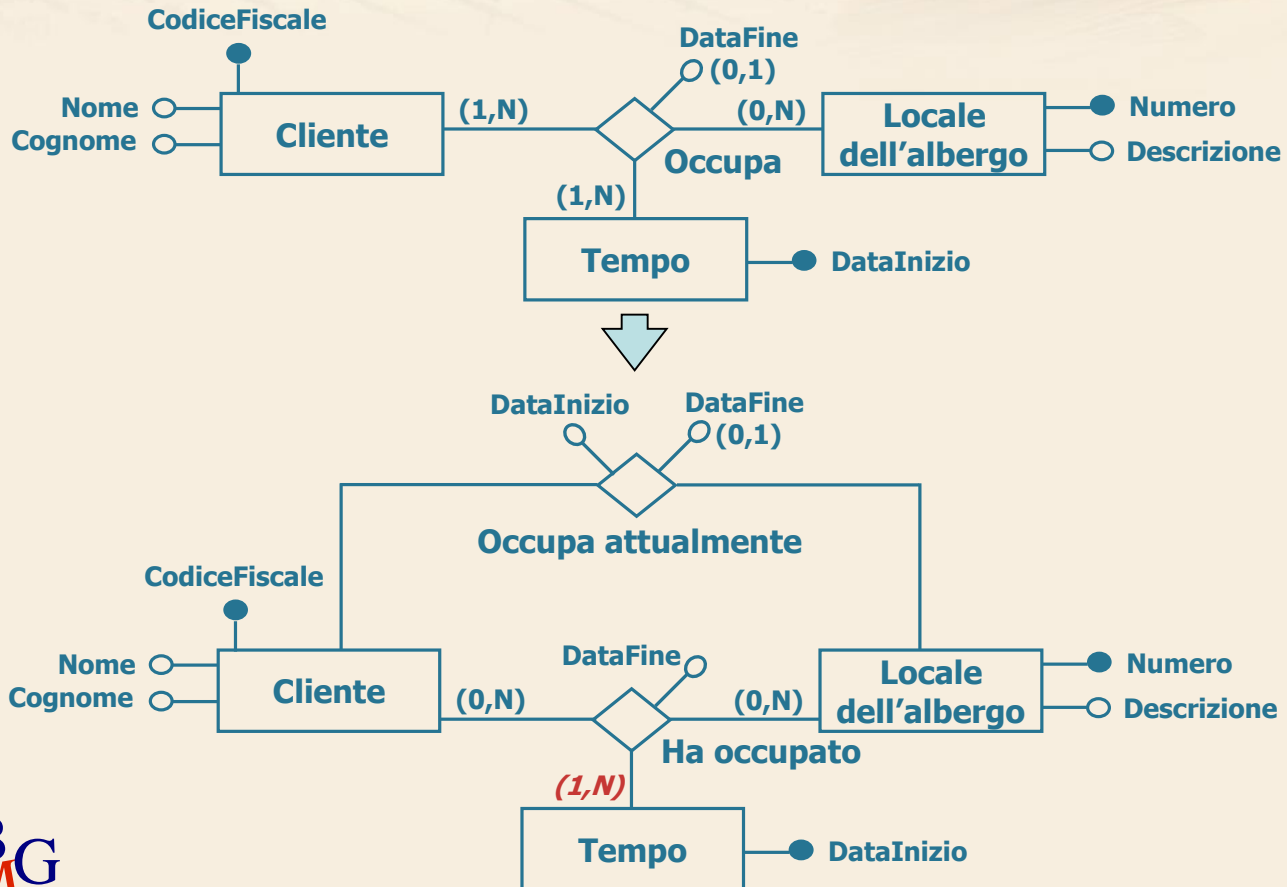 CodiceFiscale
DataFine
(0,1)
Nome
Cognome
Cliente
(1,N)
(0,N)
Locale
dell'albergo
Numero
Descrizione
Occupa
(1,N)
Tempo
DataInizio
DataInizio
DataFine
(0,1)
Occupa attualmente
CodiceFiscale
Nome
Cognome
Cliente
(0,N)
DataFine
(0,N)
Locale
dell'albergo
Numero
Descrizione
Ha occupato
(1,N)
Tempo
DataInizio